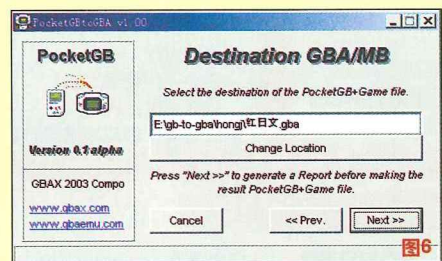 PocketGBtoGBA v1.00
PocketGB
Version 0.1 alpha
GBAX 2003 Compo
www.gbax.com
www.gbaemu.com
Destination GBA/MB
Select the destination of the PocketGB+Game file.
E:\gb-to-gba\hongj\红日文.gba
Change Location
Press "Next >>" to generate a Report before making the
result PocketGB+Game file.
Cancel
<< Prev.
Next >>
图6